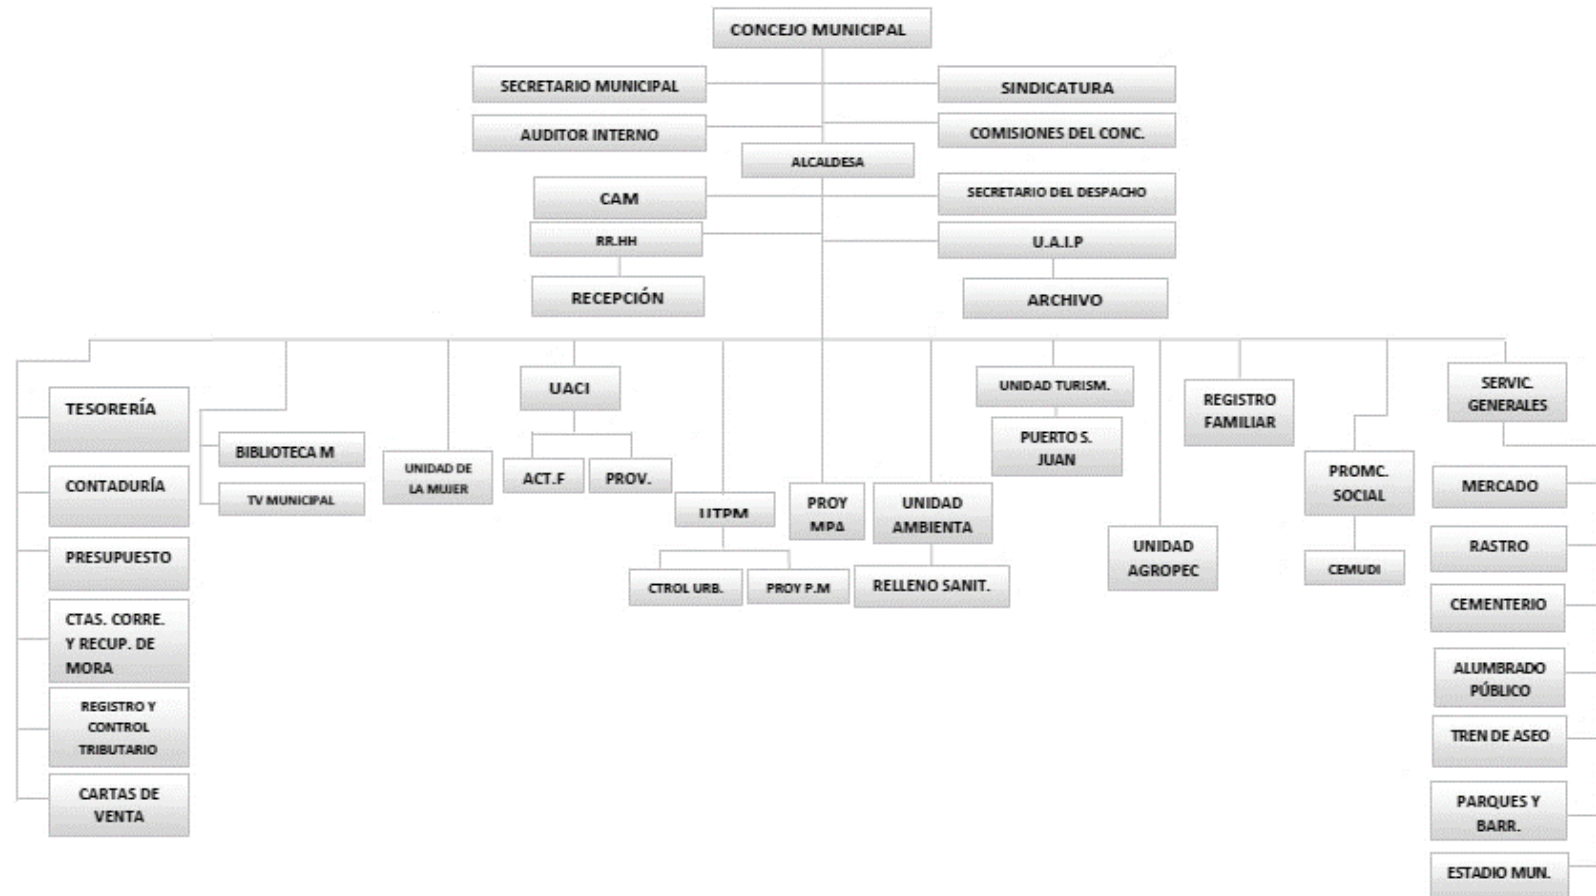 CONCEJO MUNICIPAL
SECRETARIO MUNICIPAL
SINDICATURA
AUDITOR INTERNO
COMISIONES DEL CONC.
ALCALDESA
CAM
SECRETARIO DEL DESPACHO
RR.HH
U.A.I.P
RECEPCIÓN
ARCHIVO
TESORERÍA
CONTADURÍA
PRESUPUESTO
CTAS. CORRE.
Y RECUP. DE
MORA
REGISTRO Y
CONTROL
TRIBUTARIO
CARTAS DE
VENTA
BIBLIOTECA M
TV MUNICIPAL
UNIDAD DE
LA MUJER
UACI
ACT.F
PROV.
UTPM
CTROL URB.
PROY P.M
PROY
MPA
UNIDAD
AMBIENTA
RELLENO SANIT.
UNIDAD TURISM.
PUERTO S.
JUAN
UNIDAD
AGROPEC
REGISTRO
FAMILIAR
PROMC.
SOCIAL
CEMUDI
SERVIC.
GENERALES
MERCADO
RASTRO
CEMENTERIO
ALUMBRADO
PÚBLICO
TREN DE ASEO
PARQUES Y
BARR.
ESTADIO MUN.